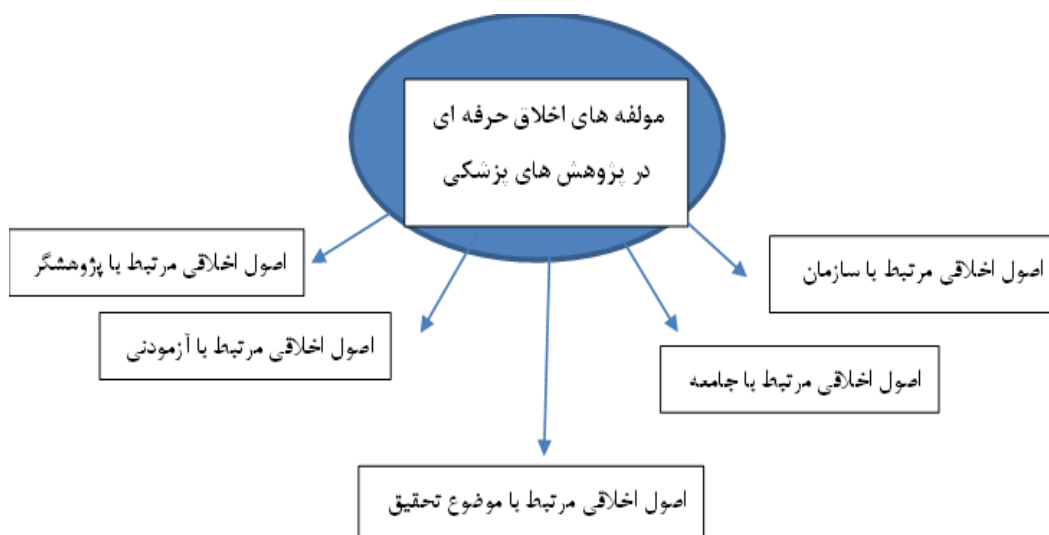 مولفه های اخلاق حرفه ای
در پژوهش های پزشکی
اصول اخلاقی مرتبط با سازمان
اصول اخلاقی مرتبط با پژوهشگر
اصول اخلاقی مرتبط با جامعه
اصول اخلاقی مرتبط با آزمودنی
اصول اخلاقی مرتبط با موضوع تحقیق